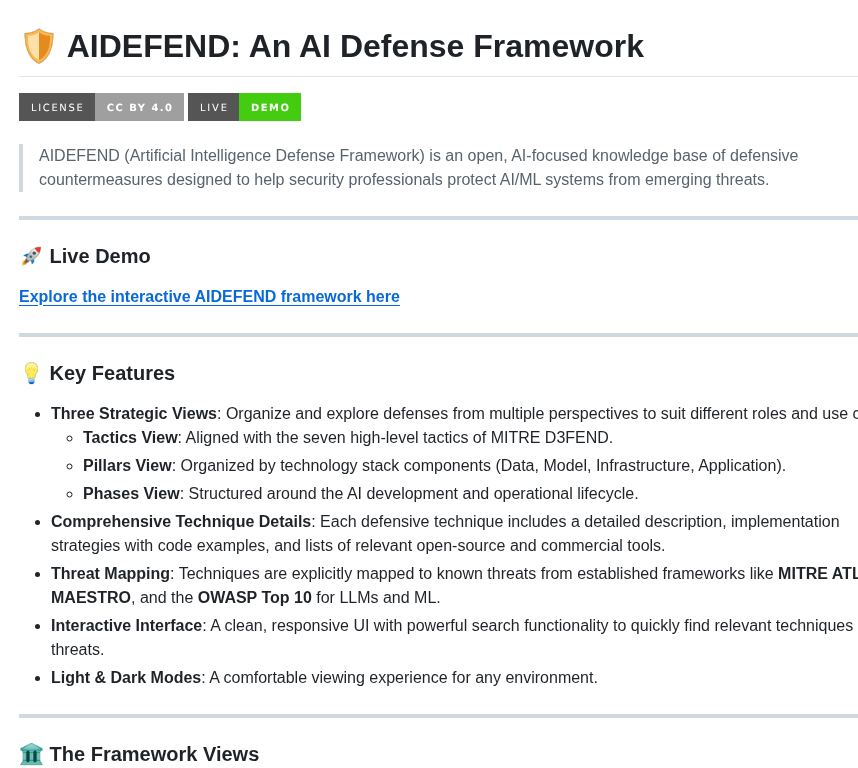 AIDEFEND: An AI Defense Framework
LICENSE CC BY 4.0 LIVE DEMO
AIDEFEND (Artificial Intelligence Defense Framework) is an open, AI-focused knowledge base of defensive
countermeasures designed to help security professionals protect AI/ML systems from emerging threats.
Live Demo
Explore the interactive AIDEFEND framework here
Key Features
• Three Strategic Views: Organize and explore defenses from multiple perspectives to suit different roles and use
◦ Tactics View: Aligned with the seven high-level tactics of MITRE D3FEND.
◦ Pillars View: Organized by technology stack components (Data, Model, Infrastructure, Application).
◦ Phases View: Structured around the AI development and operational lifecycle.
• Comprehensive Technique Details: Each defensive technique includes a detailed description, implementation
strategies with code examples, and lists of relevant open-source and commercial tools.
• Threat Mapping: Techniques are explicitly mapped to known threats from established frameworks like MITRE
MAESTRO, and the OWASP Top 10 for LLMs and ML.
• Interactive Interface: A clean, responsive UI with powerful search functionality to quickly find relevant techniques
threats.
• Light & Dark Modes: A comfortable viewing experience for any environment.
The Framework Views